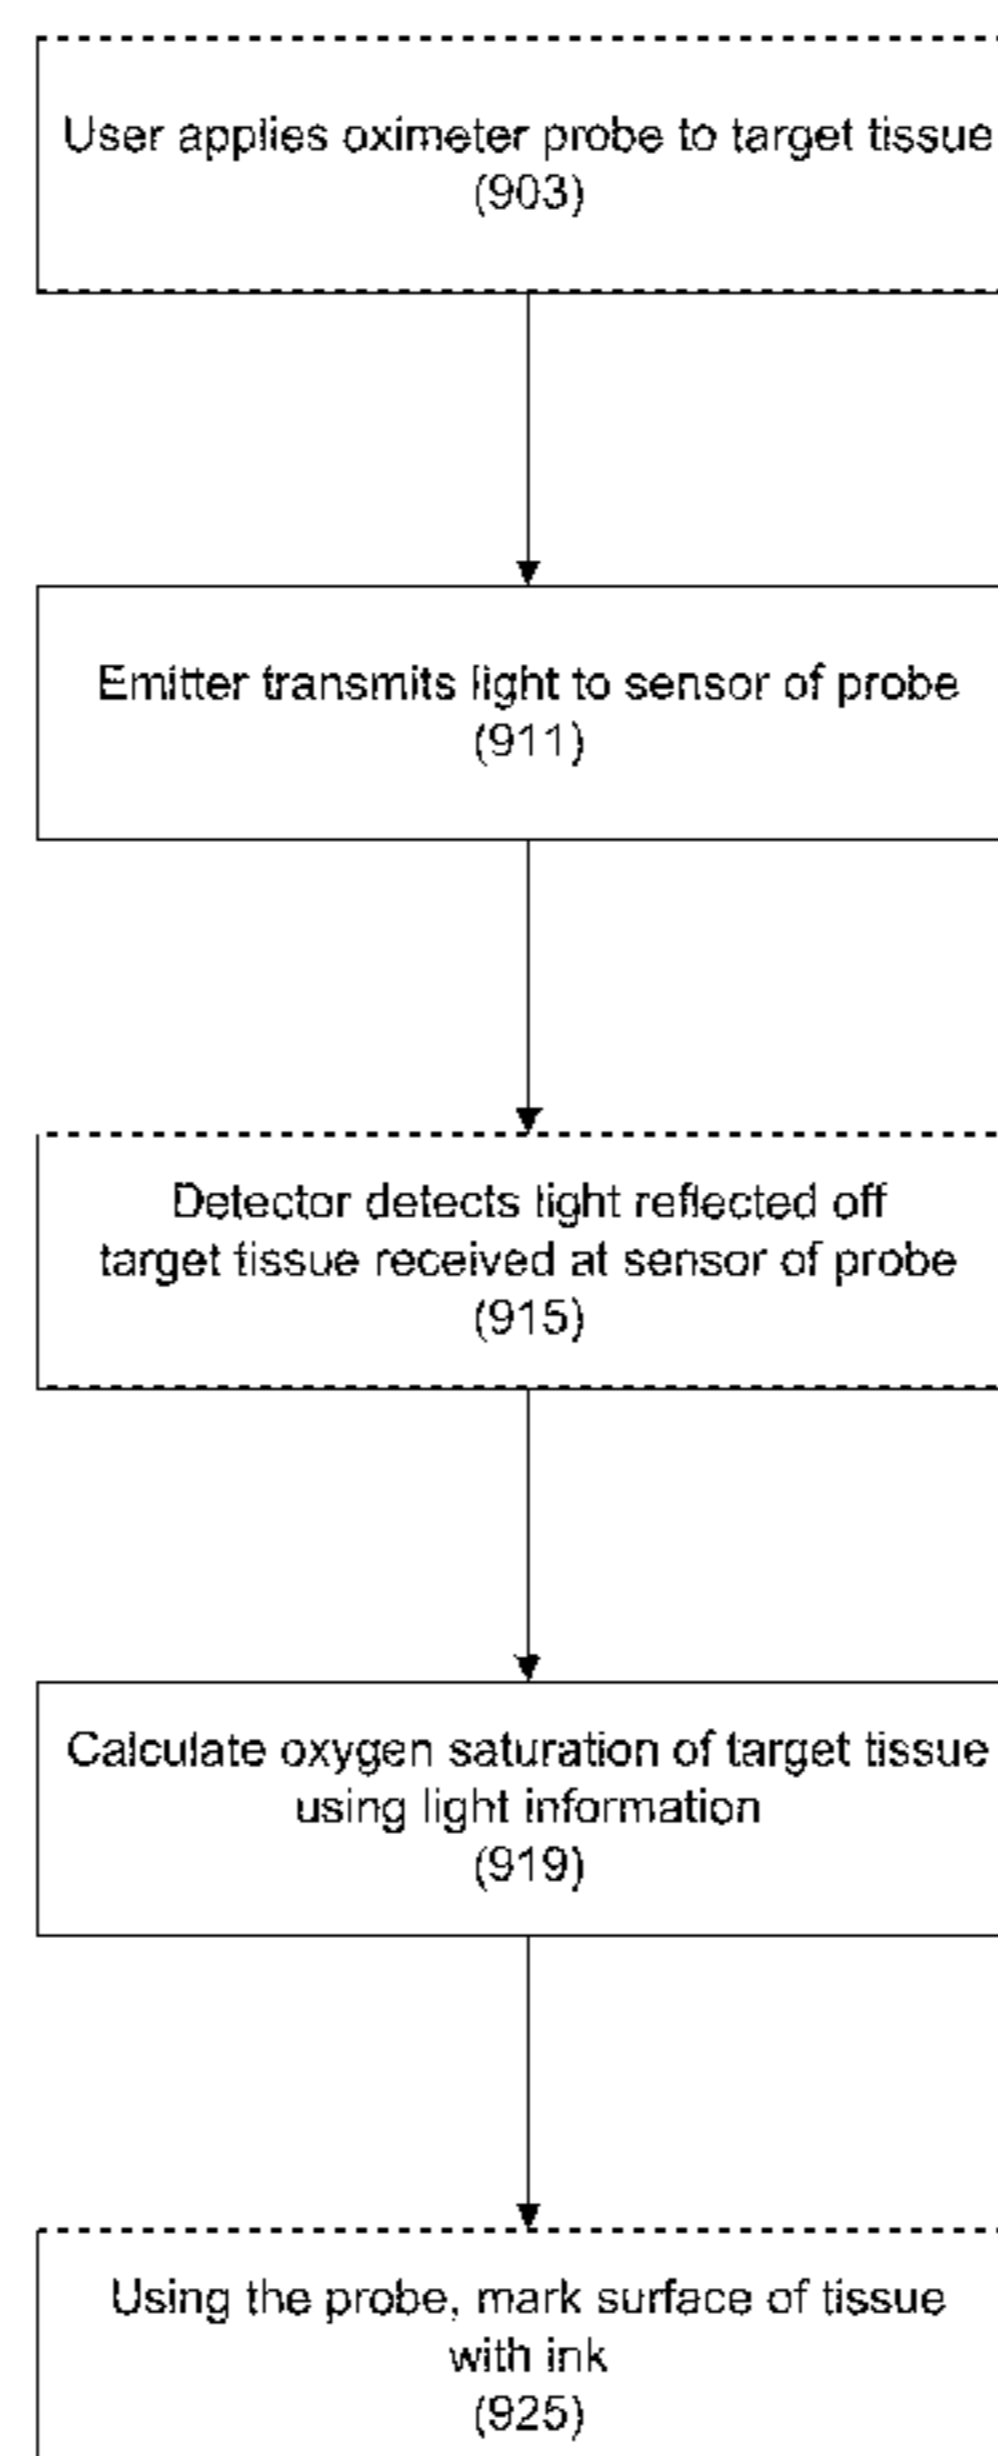 User applies oximeter probe to target tissue
(903)
Emitter transmits light to sensor of probe
(911)
Detector detects light reflected off
target tissue received at sensor of probe
(915)
Calculate oxygen saturation of target tissue
using light information
(919)
Using the probe, mark surface of tissue
with ink
(925)